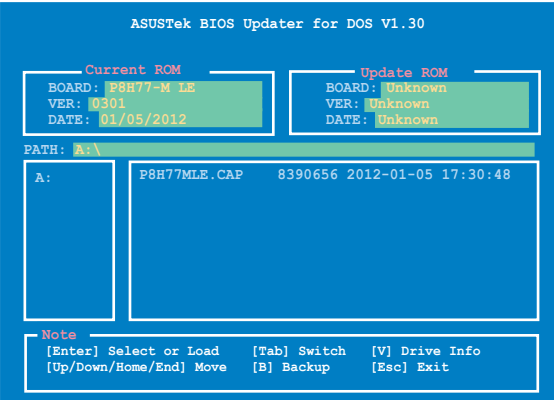 ASUSTek BIOS Updater for DOS V1.30
Current ROM
BOARD: P8H77-M LE
VER: 0301
DATE: 01/05/2012
Update ROM
BOARD: Unknown
VER: Unknown
DATE: Unknown
PATH: A:\
A:
P8H77MLE.CAP 8390656 2012-01-05 17:30:48
Note
[Enter] Select or Load [Tab] Switch [V] Drive Info
[Up/Down/Home/End] Move [B] Backup [Esc] Exit